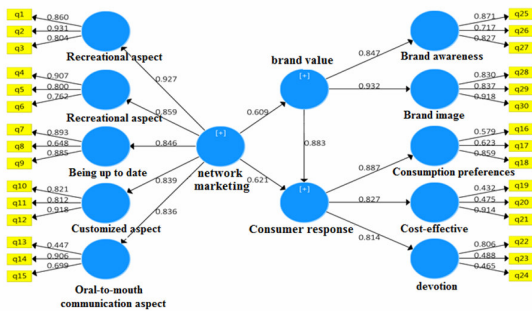 q1
0.860
q2
0.931
q3
0.804
Recreational aspect
q4
0.907
q5
0.800
q6
0.762
Recreational aspect
q7
0.893
q8
0.648
q9
0.885
Being up to date
q10
0.821
q11
0.812
q12
0.918
Customized aspect
q13
0.447
q14
0.906
q15
0.699
Oral-to-mouth
communication aspect
0.927
0.859
0.846
0.839
0.836
[+]
network
marketing
0.609
0.621
brand value
[+]
0.883
[+]
Consumer response
0.847
0.932
0.887
0.827
0.814
0.871
q25
0.717
q26
0.827
q27
Brand awareness
0.830
q28
0.837
q29
0.918
q30
Brand image
0.579
q16
0.623
q17
0.859
q18
Consumption preferences
0.432
q19
0.475
q20
0.914
q21
Cost-effective
0.806
q22
0.488
q23
0.465
q24
devotion